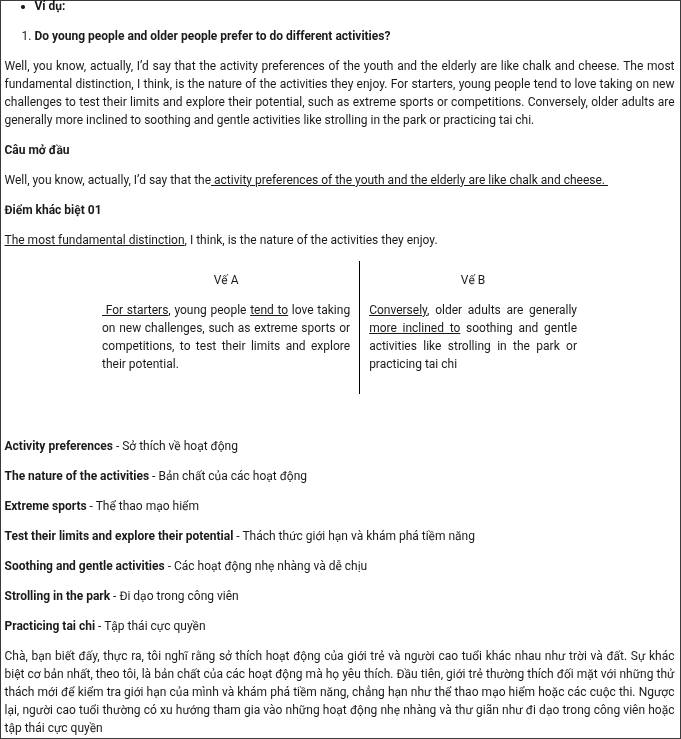 Ví dụ:
1. Do young people and older people prefer to do different activities?
Well, you know, actually, I’d say that the activity preferences of the youth and the elderly are like chalk and cheese. The most
fundamental distinction, I think, is the nature of the activities they enjoy. For starters, young people tend to love taking on new
challenges to test their limits and explore their potential, such as extreme sports or competitions. Conversely, older adults are
generally more inclined to soothing and gentle activities like strolling in the park or practicing tai chi.
Câu mở đầu
Well, you know, actually, I’d say that the activity preferences of the youth and the elderly are like chalk and cheese.
Điểm khác biệt 01
The most fundamental distinction, I think, is the nature of the activities they enjoy.
Vế A
For starters, young people tend to love taking
on new challenges, such as extreme sports or
competitions, to test their limits and explore
their potential.
Vế B
Conversely, older adults are generally
more inclined to soothing and gentle
activities like strolling in the park or
practicing tai chi
Activity preferences - Sở thích về hoạt động
The nature of the activities - Bản chất của các hoạt động
Extreme sports - Thể thao mạo hiểm
Test their limits and explore their potential - Thách thức giới hạn và khám phá tiềm năng
Soothing and gentle activities - Các hoạt động nhẹ nhàng và dễ chịu
Strolling in the park - Đi dạo trong công viên
Practicing tai chi - Tập thái cực quyền
Chà, bạn biết đấy, thực ra, tôi nghĩ rằng sở thích hoạt động của giới trẻ và người cao tuổi khác nhau như trời và đất. Sự khác
biệt cơ bản nhất, theo tôi, là bản chất của các hoạt động mà họ yêu thích. Đầu tiên, giới trẻ thường thích đối mặt với những thử
thách mới để kiểm tra giới hạn của mình và khám phá tiềm năng, chẳng hạn như thể thao mạo hiểm hoặc các cuộc thi. Ngược
lại, người cao tuổi thường có xu hướng tham gia vào những hoạt động nhẹ nhàng và thư giãn như đi dạo trong công viên hoặc
tập thái cực quyền